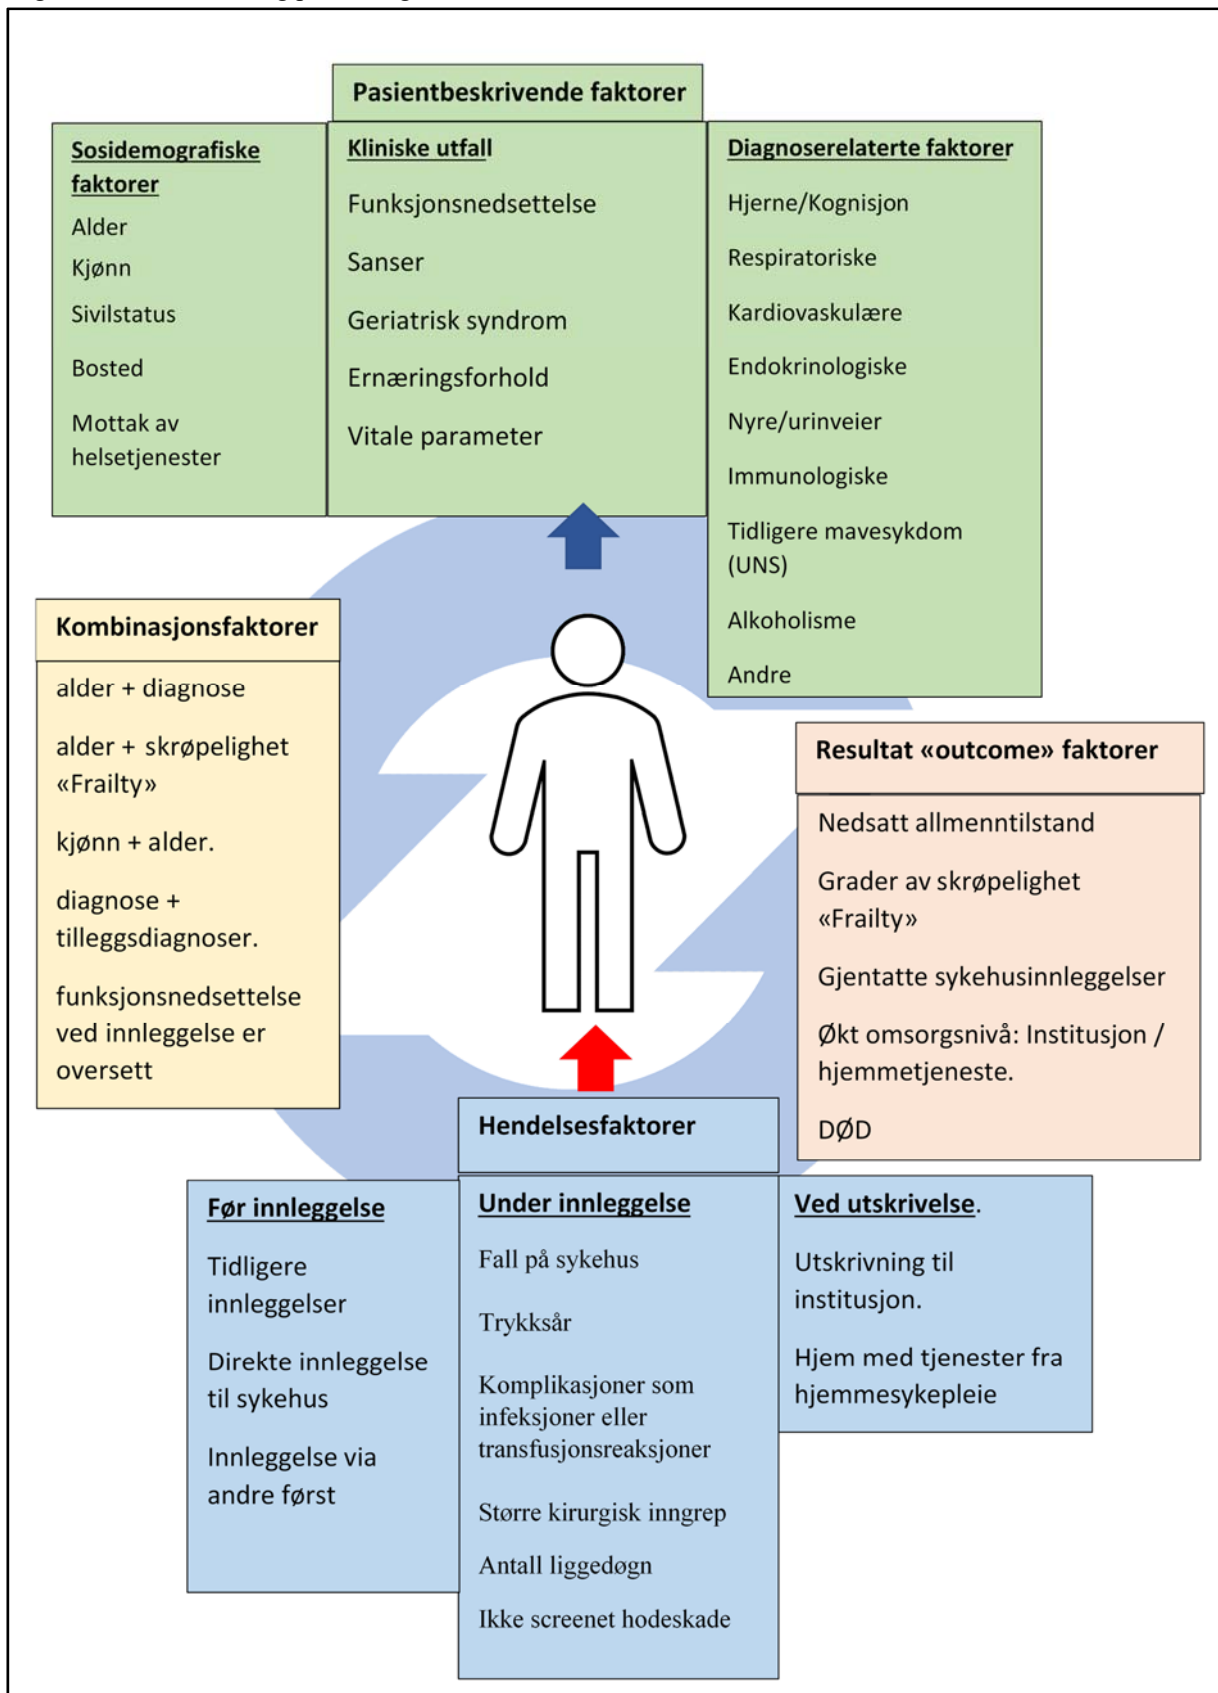 Pasientbeskrivende faktorer
Sosidemografiske
faktorer
Alder
Kjønn
Sivilstatus
Bosted
Mottak av
helsetjenester
Kliniske utfall
Funksjonsnedsettelse
Sanser
Geriatrisk syndrom
Ernæringsforhold
Vitale parameter
Diagnoserelaterte faktorer
Hjerne/Kognisjon
Respiratoriske
Kardiovaskulære
Endokrinologiske
Nyre/urinveier
Immunologiske
Tidligere mavesykdom
(UNS)
Alkoholisme
Andre
Kombinasjonsfaktorer
alder + diagnose
alder + skrøpelighet
«Frailty»
kjønn + alder.
diagnose +
tilleggsdiagnoser.
funksjonsnedsettelse
ved innleggelse er
oversett
Resultat «outcome» faktorer
Nedsatt allmenntilstand
Grader av skrøpelighet
«Frailty»
Gjentatte sykehusinnleggelser
Økt omsorgsnivå: Institusjon /
hjemmetjeneste.
DØD
Hendelsesfaktorer
Før innleggelse
Tidligere
innleggelser
Direkte innleggelse
til sykehus
Innleggelse via
andre først
Under innleggelse
Fall på sykehus
Trykksår
Komplikasjoner som
infeksjoner eller
transfusjonsreaksjoner
Større kirurgisk inngrep
Antall liggedøgn
Ikke screenet hodeskade
Ved utskrivelse.
Utskrivning til
institusjon.
Hjem med tjenester fra
hjemmesykepleie